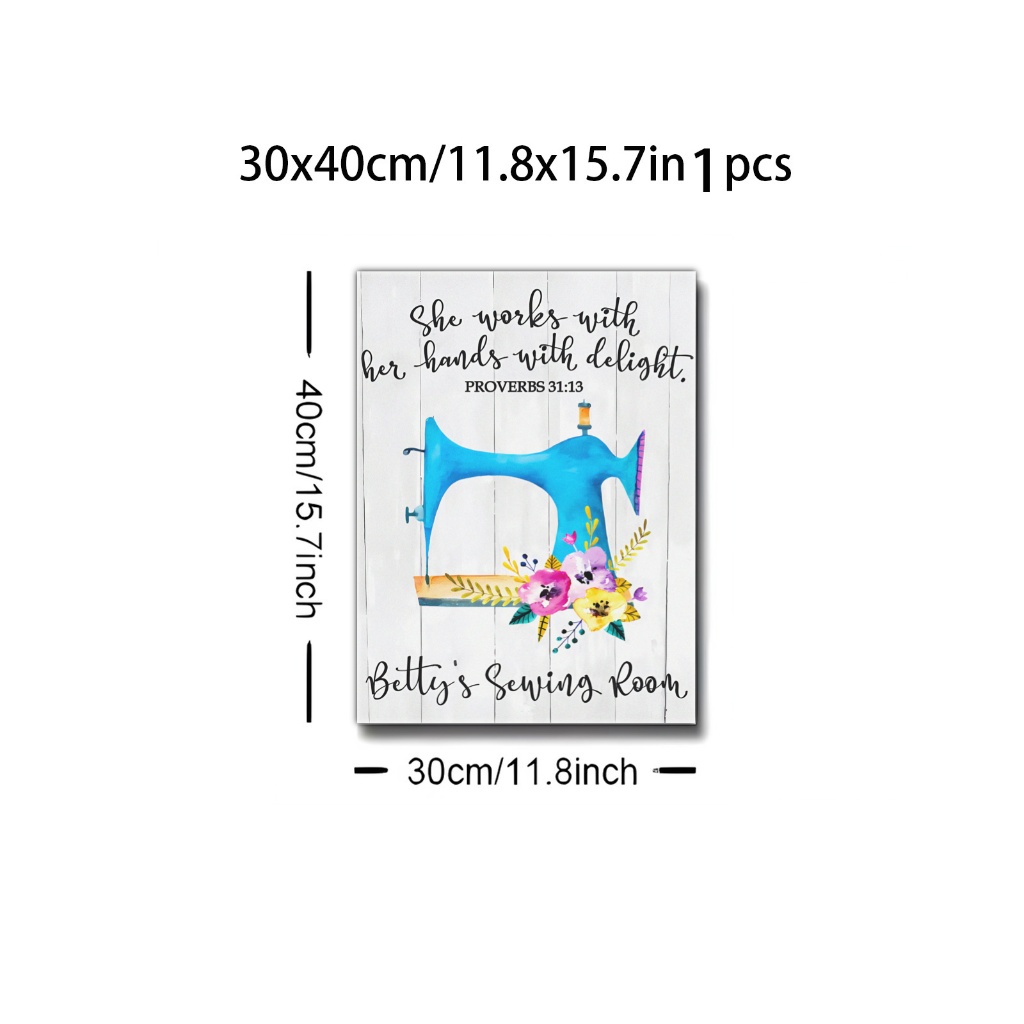 30x40cm/11.8x15.7in 1 pcs
She works with
her hands with delight.
PROVERBS 31:13
40cm/15.7inch
Betty's Sewing Room
30cm/11.8inch